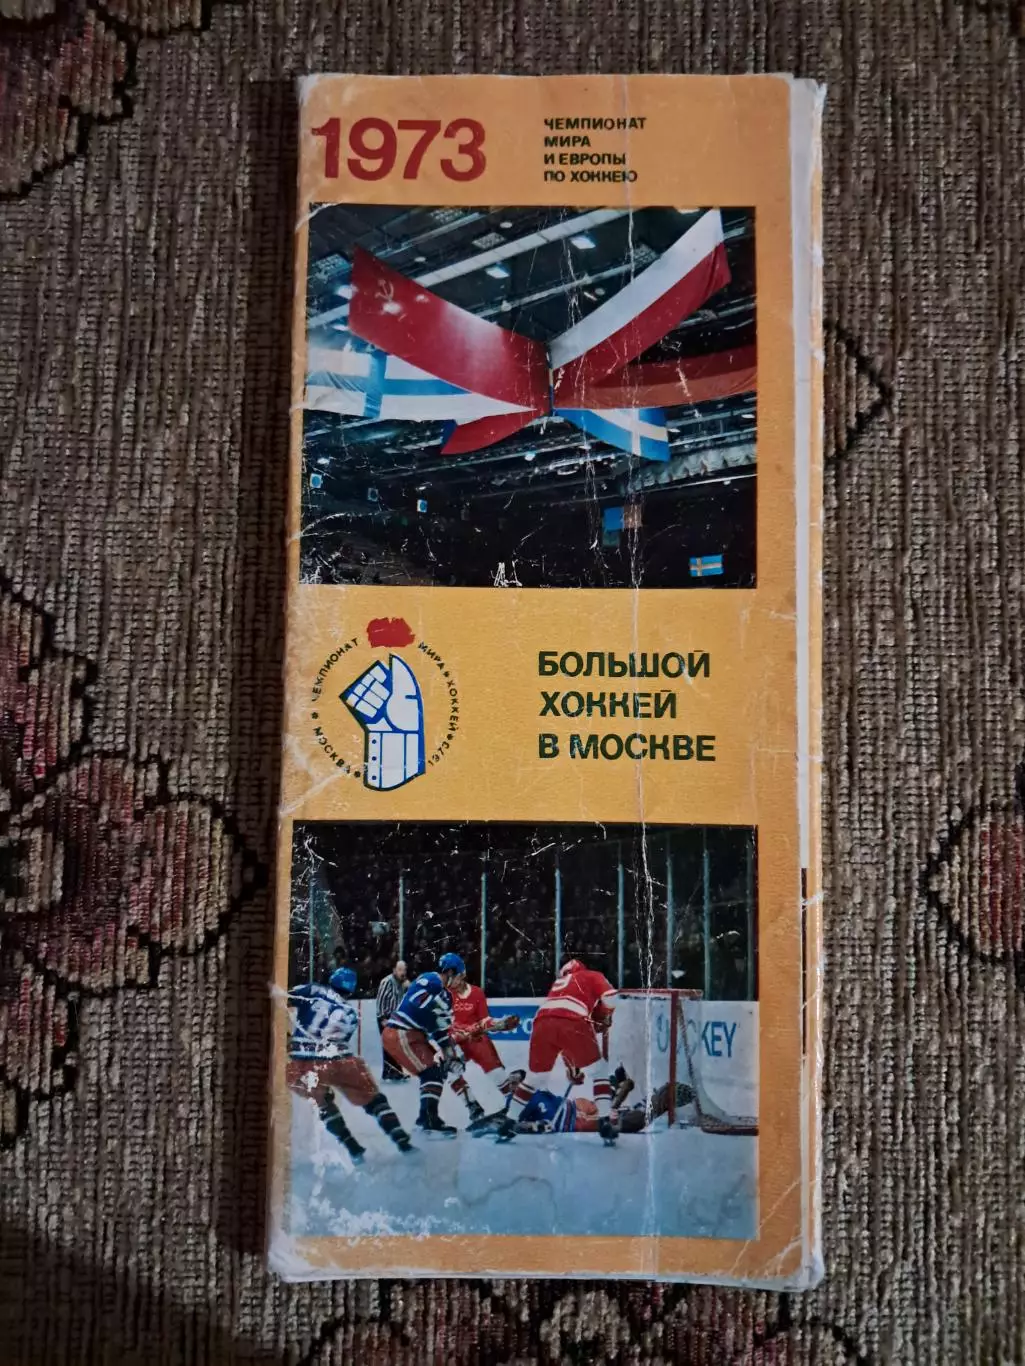 1973
ЧЕМПИОНАТ
МИРА
И ЕВРОПЫ
ПО ХОККЕЮ
МОСКВА * ЧЕМПИОНАТ МИРА * ХОККЕЙ * 1973 *
БОЛЬШОЙ
ХОККЕЙ
В МОСКВЕ